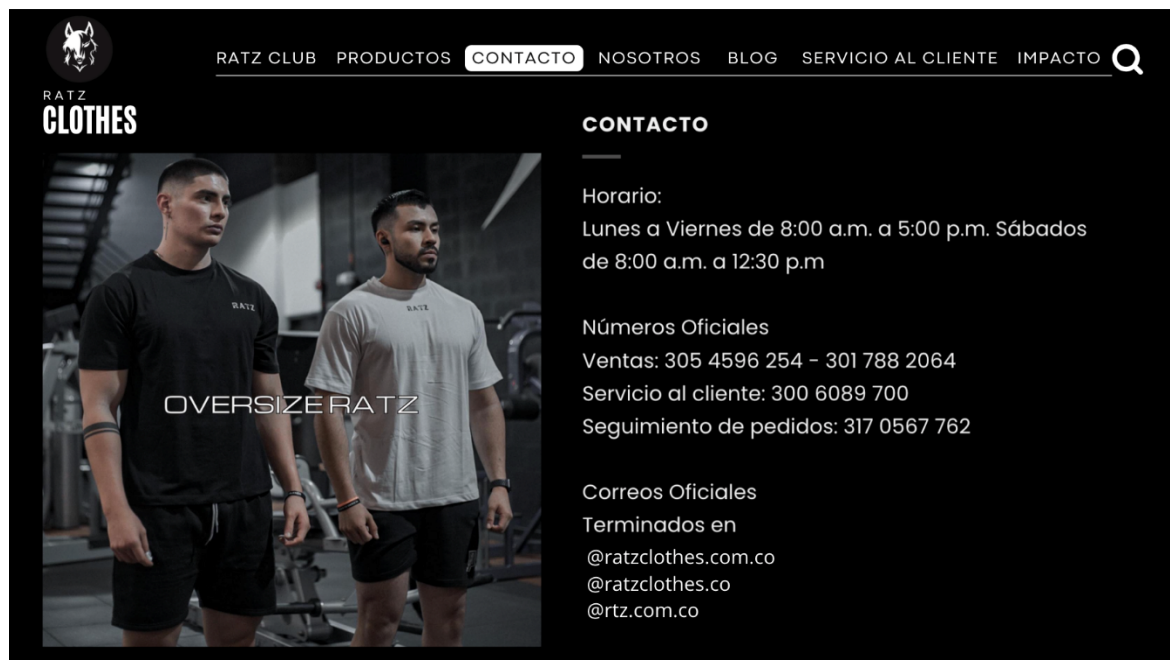 RATZ CLUB PRODUCTOS CONTACTO NOSOTROS BLOG SERVICIO AL CLIENTE IMPACTO
RATZ
CLOTHES
RATZ
RATZ
OVERSIZE RATZ
CONTACTO
Horario:
Lunes a Viernes de 8:00 a.m. a 5:00 p.m. Sábados
de 8:00 a.m. a 12:30 p.m
Números Oficiales
Ventas: 305 4596 254 - 301 788 2064
Servicio al cliente: 300 6089 700
Seguimiento de pedidos: 317 0567 762
Correos Oficiales
Terminados en
@ratzclothes.com.co
@ratzclothes.co
@rtz.com.co